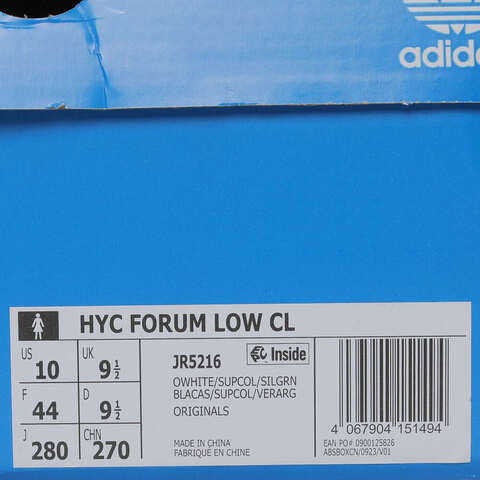 adidas
HYC FORUM LOW CL
US 10 UK 9 1/2
F 44 D 9 1/2
J 280 CHN 270
JR5216 Inside
OWHITE/SUPCOL/SILGRN
BLACAS/SUPCOL/VERARG
ORIGINALS
MADE IN CHINA
FABRIQUÉ EN CHINE
4 067904 151494
EAN PO# 0900125826
ABSBOXCN/0923/V01